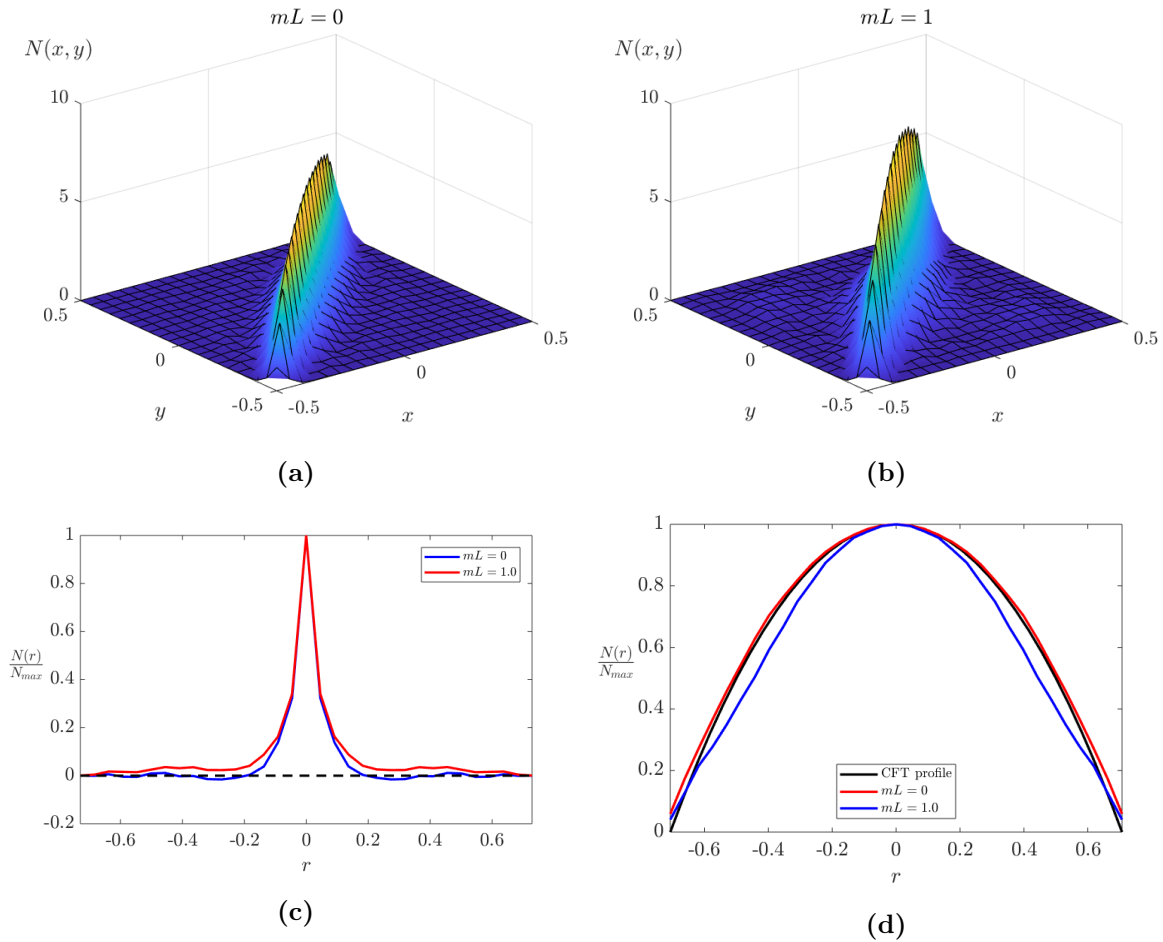 mL = 0
N(x, y)
10
5
0
0.5
0
-0.5
y
-0.5
0
0.5
x
(a)
mL = 1
N(x, y)
10
5
0
0.5
0
-0.5
y
-0.5
0
0.5
x
(b)
1
0.8
0.6
0.4
0.2
0
-0.2
N(r)
N_max
mL = 0
mL = 1.0
-0.6
-0.4
-0.2
0
0.2
0.4
0.6
r
(c)
1
0.8
0.6
0.4
0.2
0
N(r)
N_max
CFT profile
mL = 0
mL = 1.0
-0.6
-0.4
-0.2
0
0.2
0.4
0.6
r
(d)